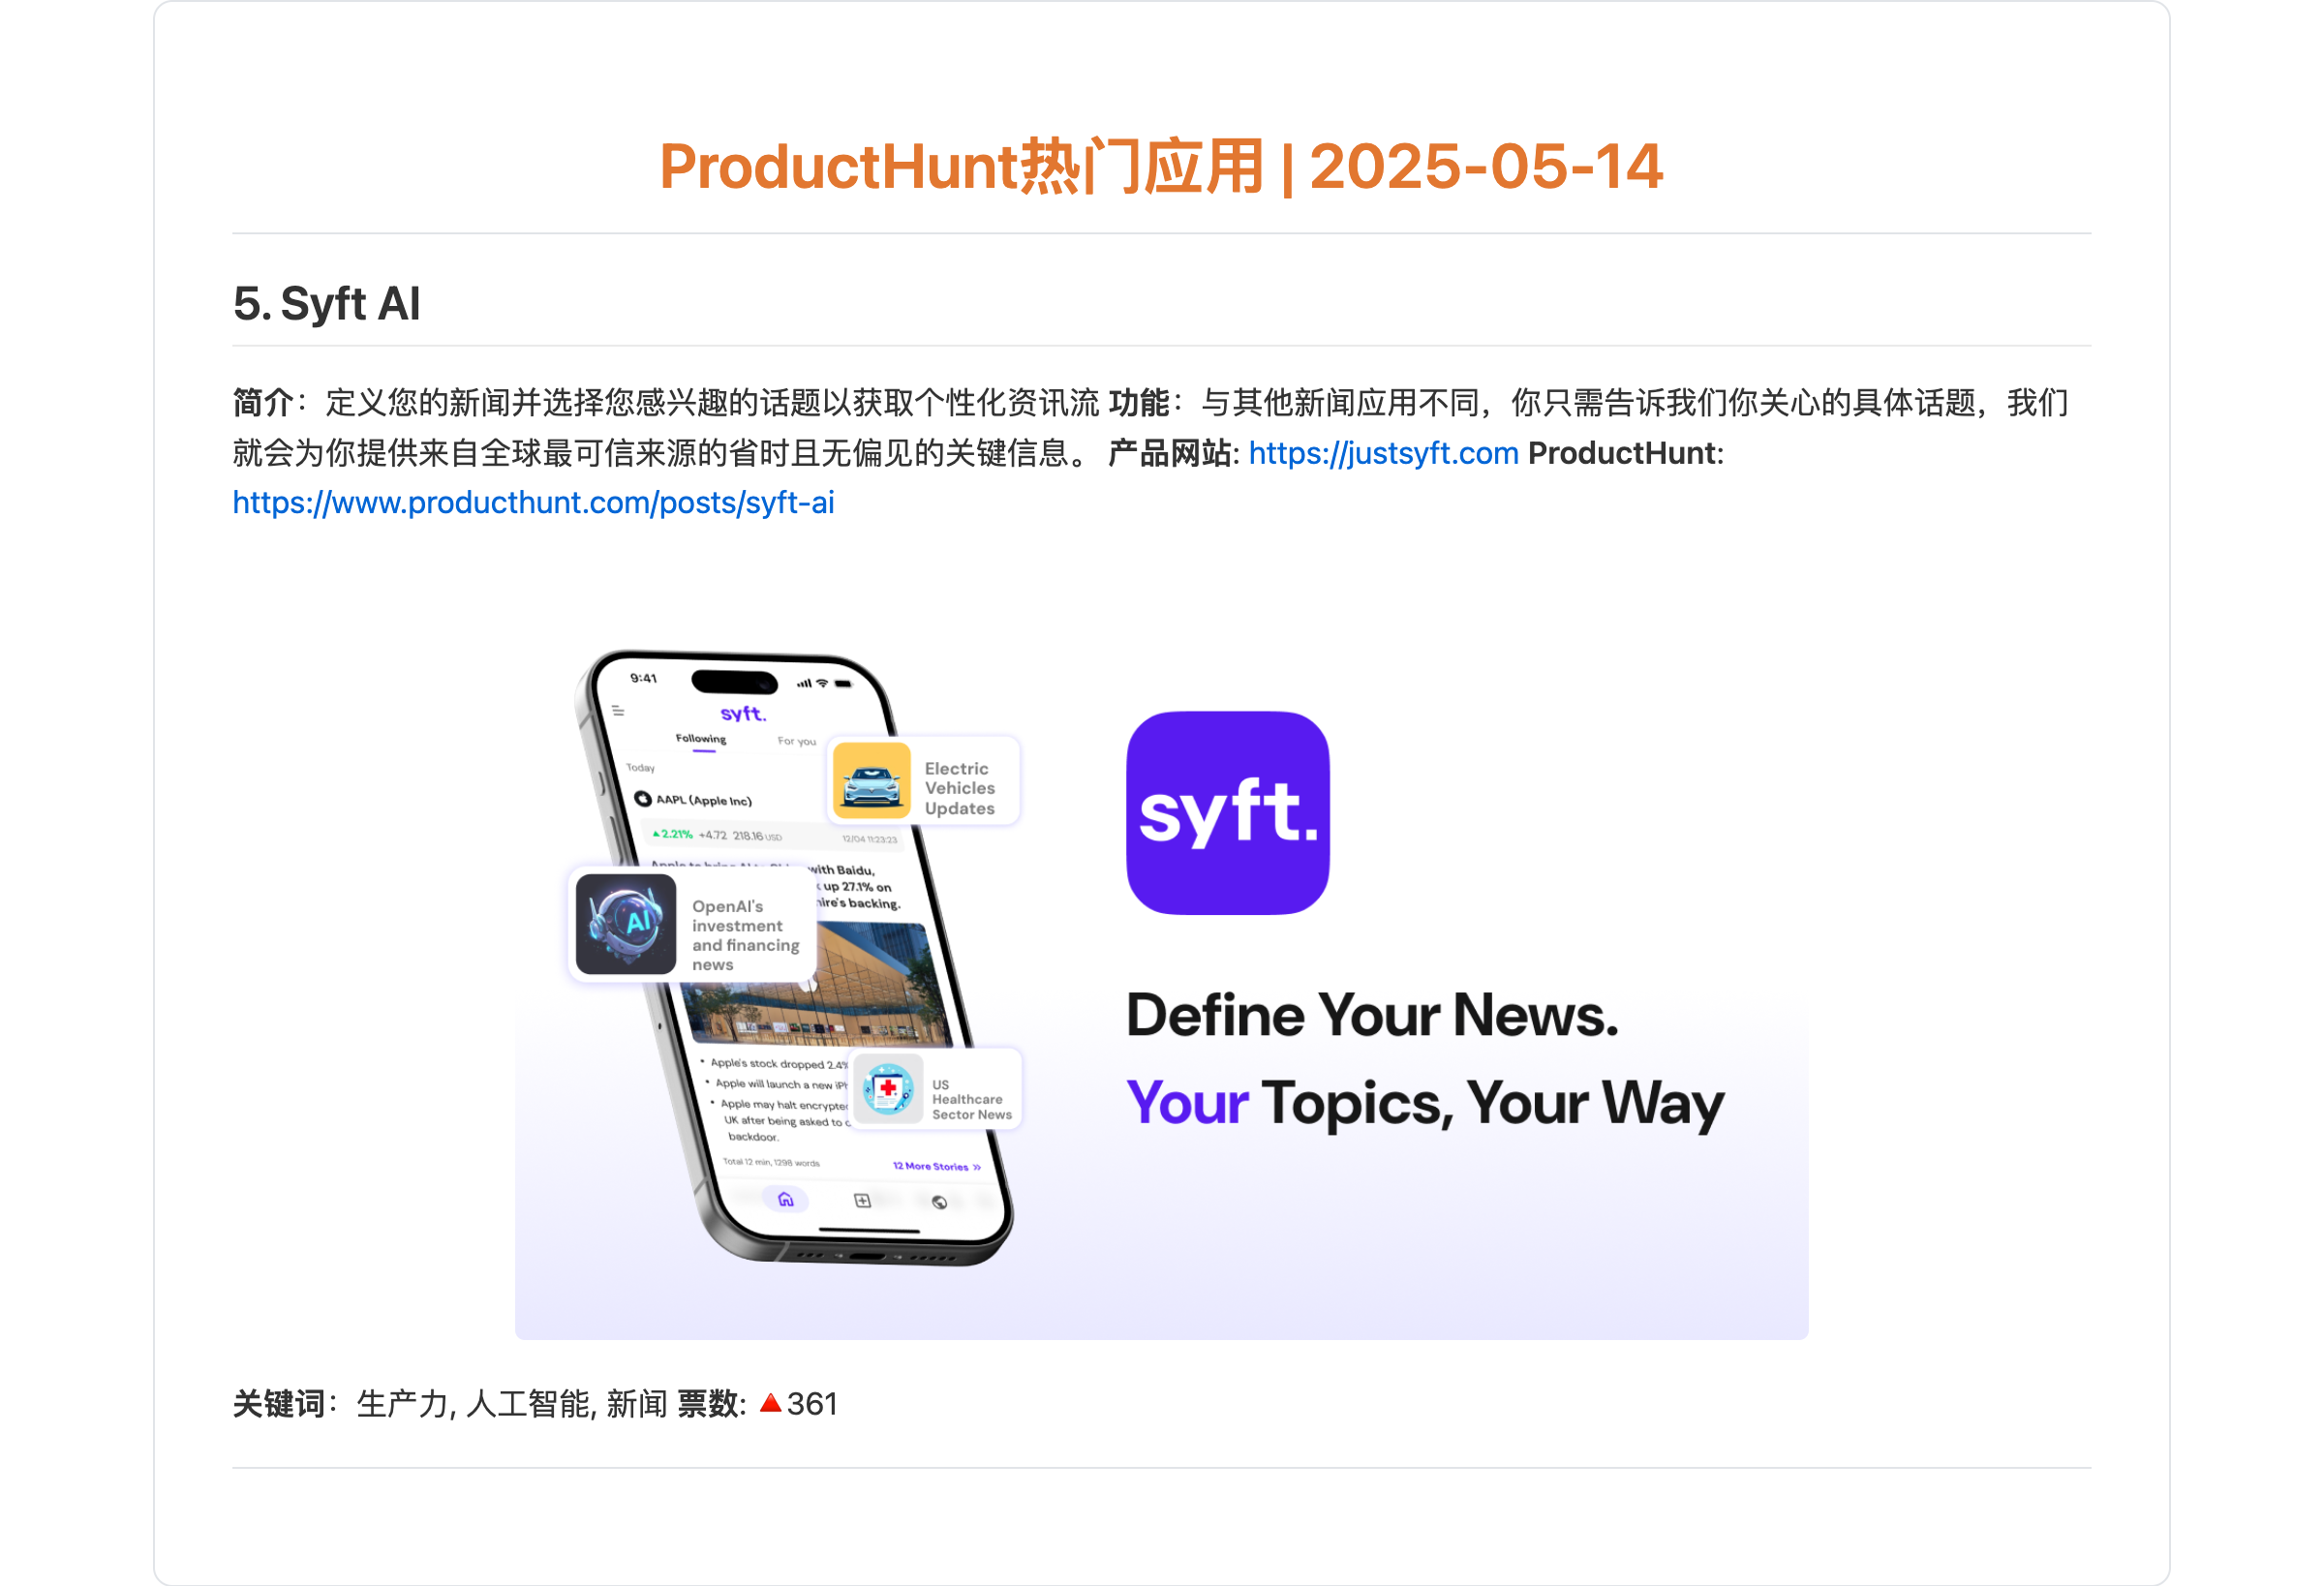 ProductHunt热门应用 | 2025-05-14
5. Syft AI
简介：定义您的新闻并选择您感兴趣的话题以获取个性化资讯流 功能：与其他新闻应用不同，你只需告诉我们你关心的具体话题，我们
就会为你提供来自全球最可信来源的省时且无偏见的关键信息。 产品网站: https://justsyft.com ProductHunt:
https://www.producthunt.com/posts/syft-ai
9:41
syft.
Following For you
Today
AAPL (Apple Inc)
2.21% +4.72 218.16 USD 12/04 11:23:23
with Baidu,
up 27.1% on
backing.
Electric
Vehicles
Updates
OpenAI's
investment
and financing
news
• Apple's stock dropped 2.4%
• Apple will launch a new
• Apple may halt encrypted
UK after being asked to
backdoor.
US
Healthcare
Sector News
Total 12 min, 1298 words
12 More Stories »
syft.
Define Your News.
Your Topics, Your Way
关键词：生产力, 人工智能, 新闻 票数: 🔺361